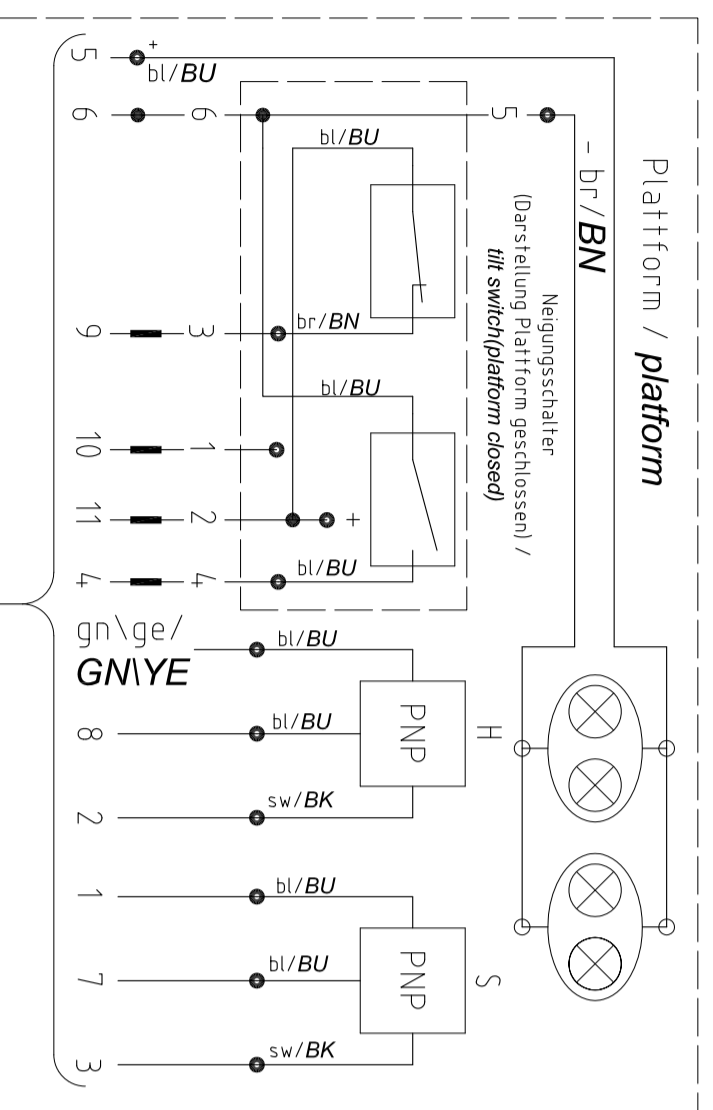 Plattform / platform
- br/BN
Neigungsschalter
(Darstellung Plattform geschlossen) /
tilt switch(platform closed)
5
+
bl/BU
6
6
5
bl/BU
9
3
br/BN
bl/BU
10
1
11
2
+
4
4
bl/BU
gn\ge/
GN\YE
bl/BU
PNP
H
8
bl/BU
2
sw/BK
1
bl/BU
PNP
S
7
bl/BU
3
sw/BK